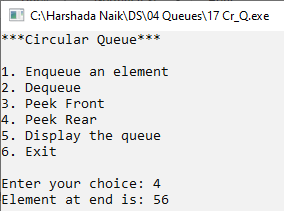 C:\Harshada Naik\DS\04 Queues\17 Cr_Q.exe
***Circular Queue***
1. Enqueue an element
2. Dequeue
3. Peek Front
4. Peek Rear
5. Display the queue
6. Exit
Enter your choice: 4
Element at end is: 56